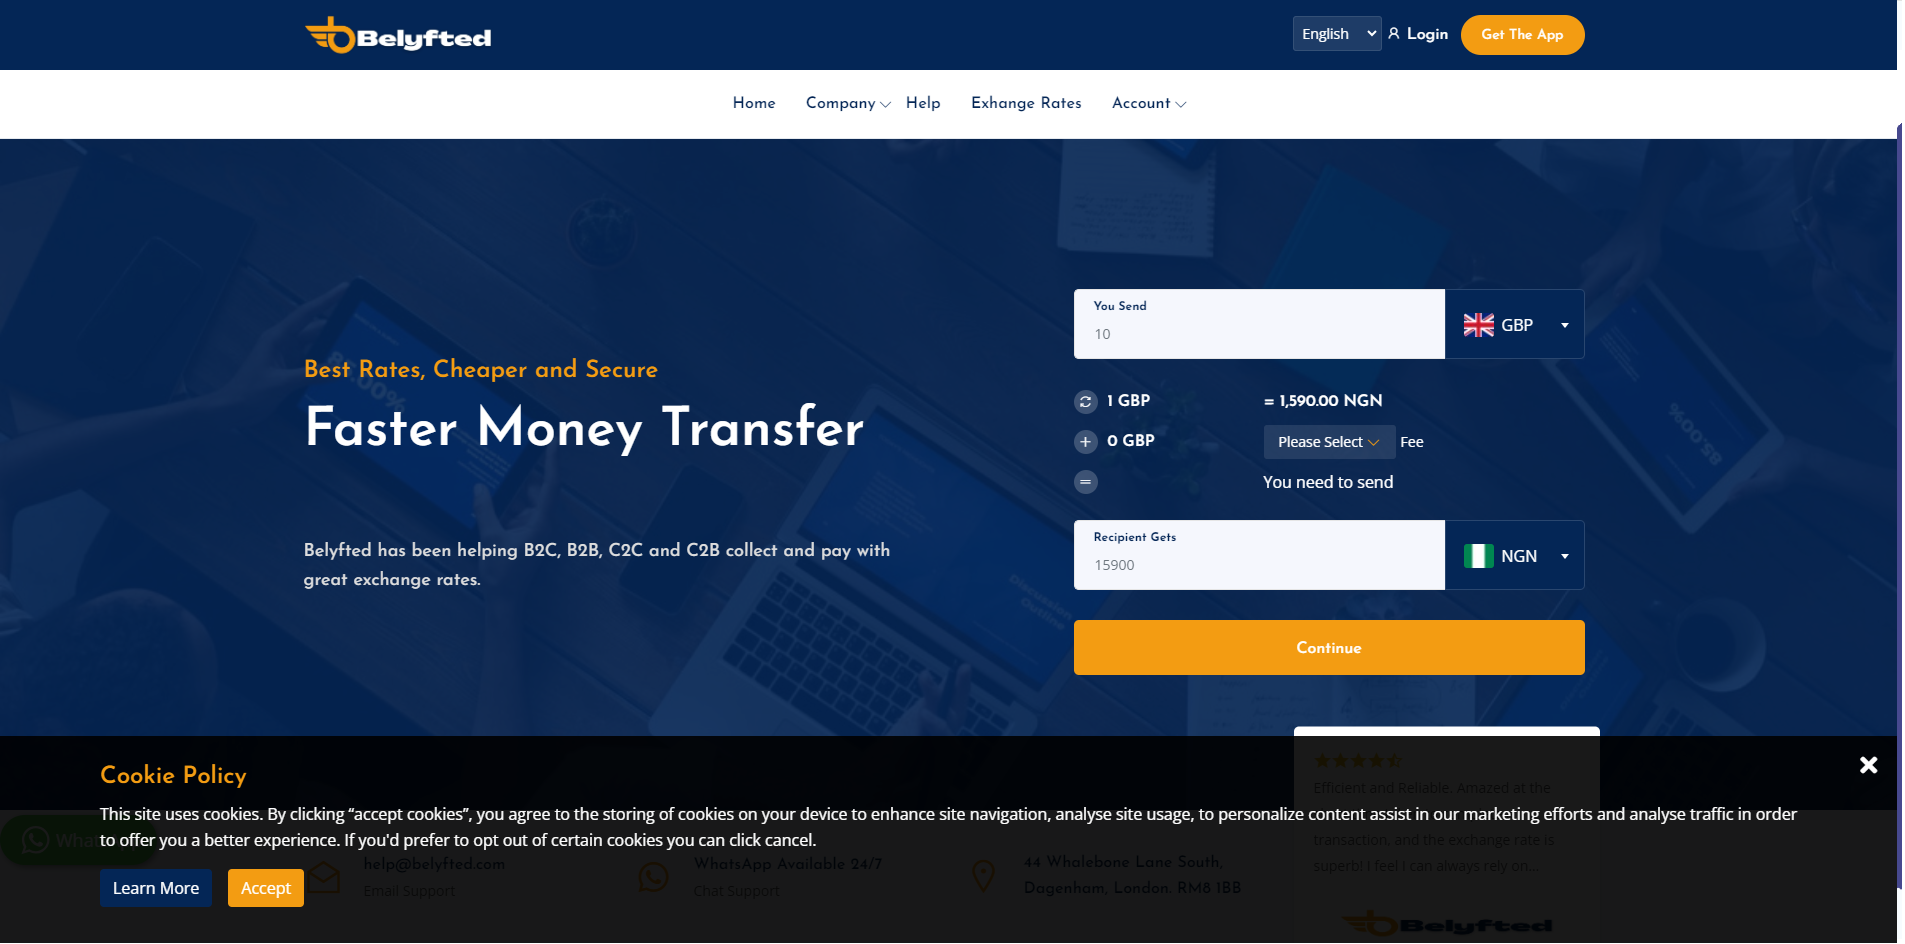 Belyfted
English
Login
Get The App
Home
Company
Help
Exhange Rates
Account
You Send
10
GBP
1 GBP
= 1,590.00 NGN
0 GBP
Please Select
Fee
You need to send
Best Rates, Cheaper and Secure
Faster Money Transfer
Belyfted has been helping B2C, B2B, C2C and C2B collect and pay with
great exchange rates.
Recipient Gets
15900
NGN
Continue
85.00%
Discussion
Outline
Cookie Policy
This site uses cookies. By clicking “accept cookies”, you agree to the storing of cookies on your device to enhance site navigation, analyse site usage, to personalize content assist in our marketing efforts and analyse traffic in order
to offer you a better experience. If you'd prefer to opt out of certain cookies you can click cancel.
Learn More
Accept
help@belyfted.com
Email Support
WhatsApp Available 24/7
Chat Support
44 Whalebone Lane South,
Dagenham, London. RM8 1BB
Efficient and Reliable. Amazed at the
transaction, and the exchange rate is
superb! I feel I can always rely on...
Belyfted